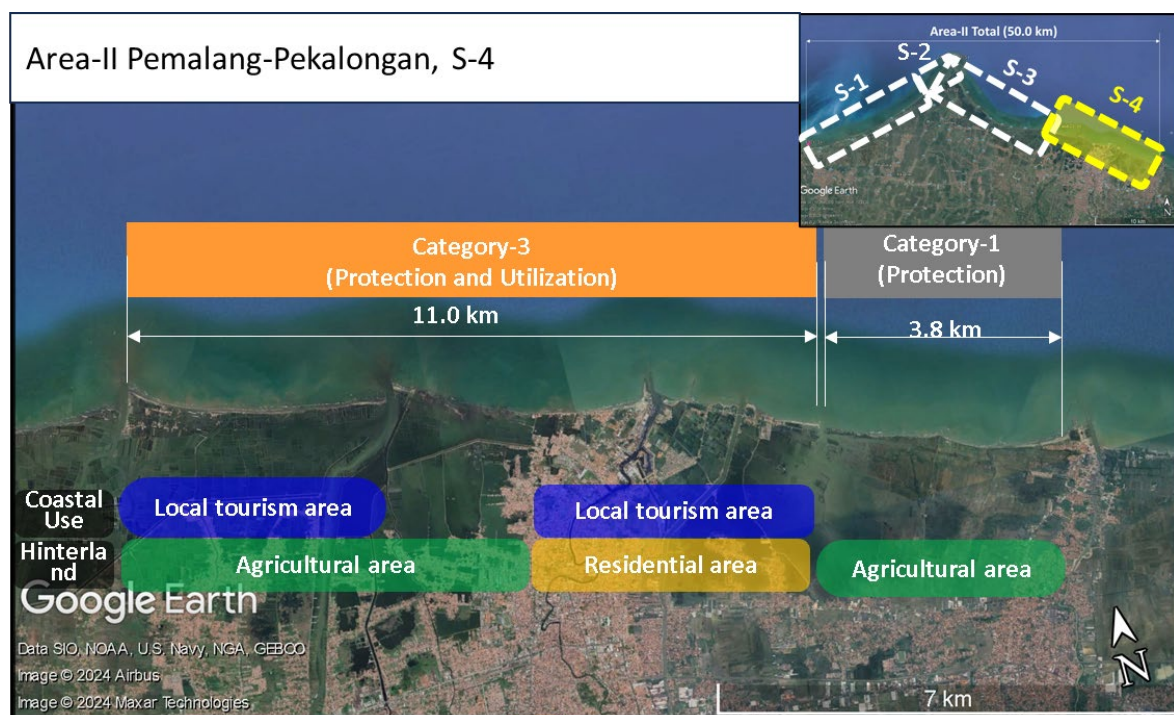 Area-II Pemalang-Pekalongan, S-4
Area-II Total (50.0 km)
S-1
S-2
S-3
S-4
Google Earth
10 km
N
Category-3
(Protection and Utilization)
Category-1
(Protection)
11.0 km
3.8 km
Coastal
Use
Local tourism area
Local tourism area
Hinterla
nd
Agricultural area
Residential area
Agricultural area
Google Earth
Data SIO, NOAA, U.S. Navy, NGA, GEBCO
Image © 2024 Airbus
Image © 2024 Maxar Technologies
7 km
N